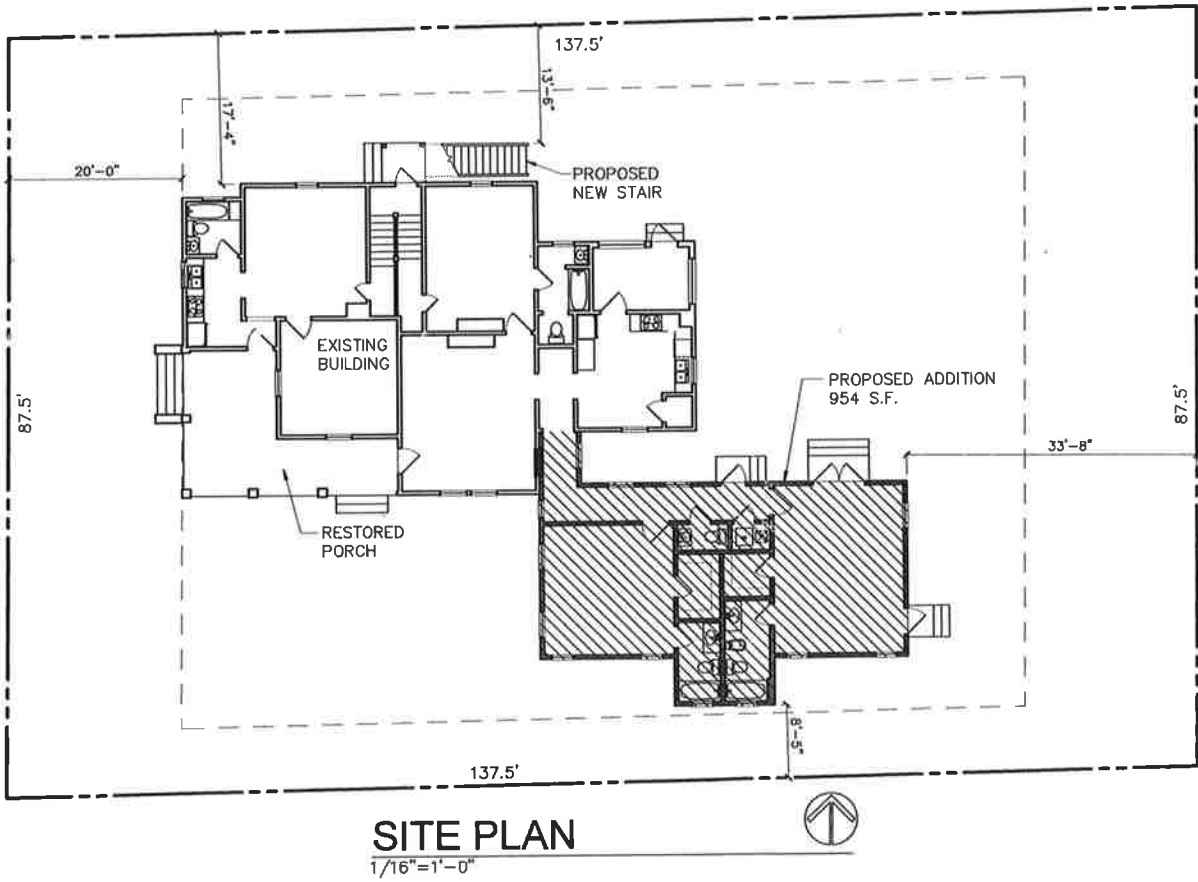 137.5'
17'-4"
13'-6"
20'-0"
PROPOSED
NEW STAIR
EXISTING
BUILDING
PROPOSED ADDITION
954 S.F.
87.5'
87.5'
33'-8"
RESTORED
PORCH
8'-5"
137.5'
SITE PLAN
1/16"=1'-0"